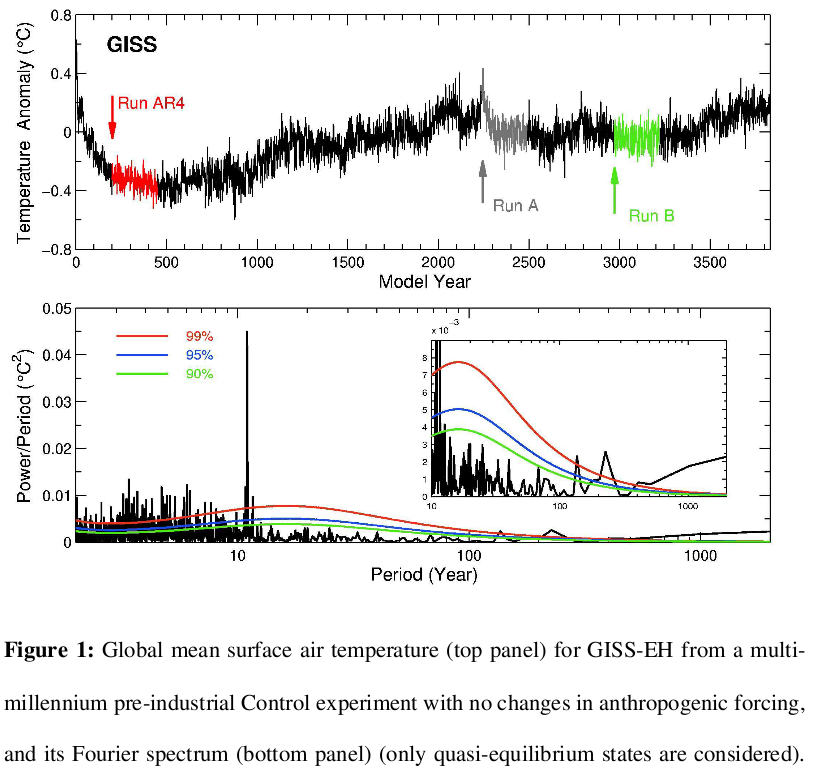 0.8
GISS
0.4
Run AR4
0
−0.4
Run A
Run B
−0.8
Temperature Anomaly (°C)
0 500 1000 1500 2000 2500 3000 3500
Model Year
0.05
99%
0.04
95%
90%
0.03
0.02
0.01
0
Power/Period (°C²)
x 10⁻³
8
7
6
5
4
3
2
1
0
10 100 1000
10 100 1000
Period (Year)
Figure 1: Global mean surface air temperature (top panel) for GISS-EH from a multi-
millennium pre-industrial Control experiment with no changes in anthropogenic forcing,
and its Fourier spectrum (bottom panel) (only quasi-equilibrium states are considered).